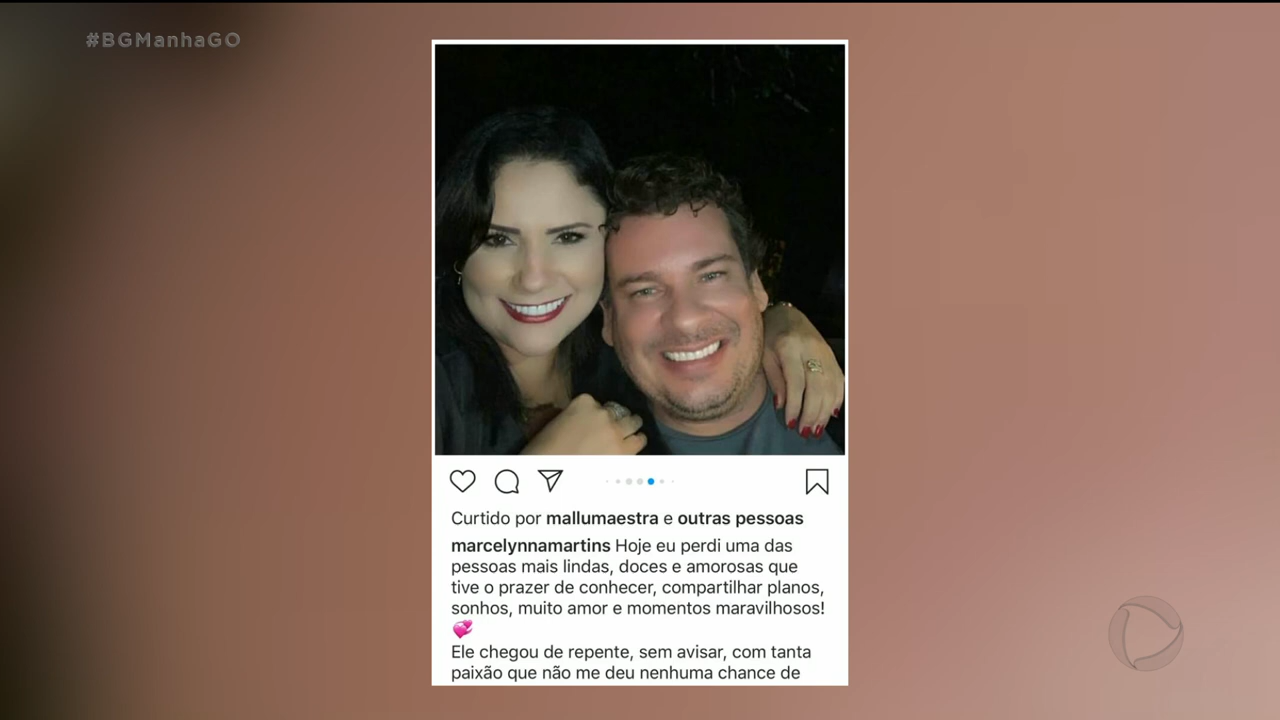 #BGManhaGO
Curtido por mallumaestra e outras pessoas
marcelynnamartins Hoje eu perdi uma das
pessoas mais lindas, doces e amorosas que
tive o prazer de conhecer, compartilhar planos,
sonhos, muito amor e momentos maravilhosos!
💞
Ele chegou de repente, sem avisar, com tanta
paixão que não me deu nenhuma chance de